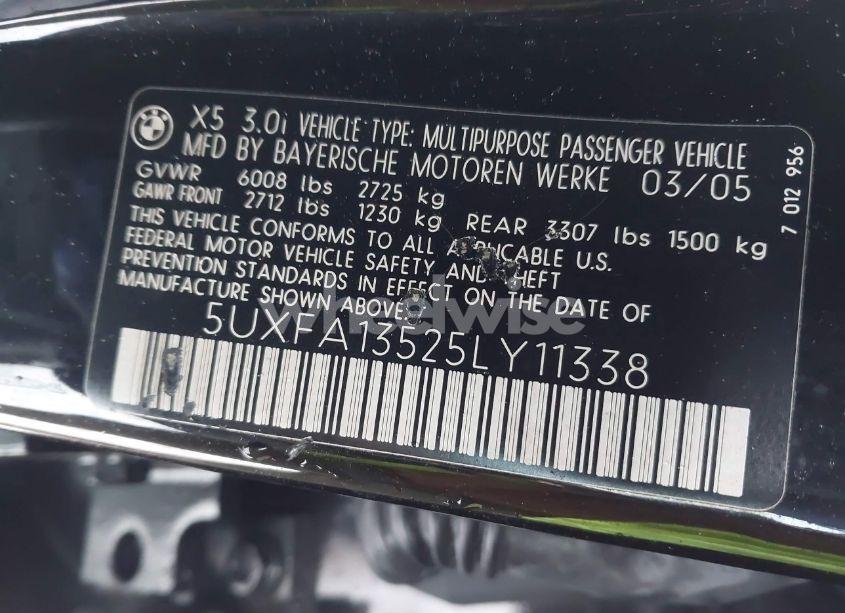 X5 3.0i VEHICLE TYPE: MULTIPURPOSE PASSENGER VEHICLE
MFD BY BAYERISCHE MOTOREN WERKE 03/05
GVWR 6008 lbs 2725 kg
GAWR FRONT 2712 lbs 1230 kg REAR 3307 lbs 1500 kg
THIS VEHICLE CONFORMS TO ALL APPLICABLE U.S.
FEDERAL MOTOR VEHICLE SAFETY AND THEFT
PREVENTION STANDARDS IN EFFECT ON THE DATE OF
MANUFACTURE SHOWN ABOVE:
5UXFA13525LY11338
7 012 956
wheelwise